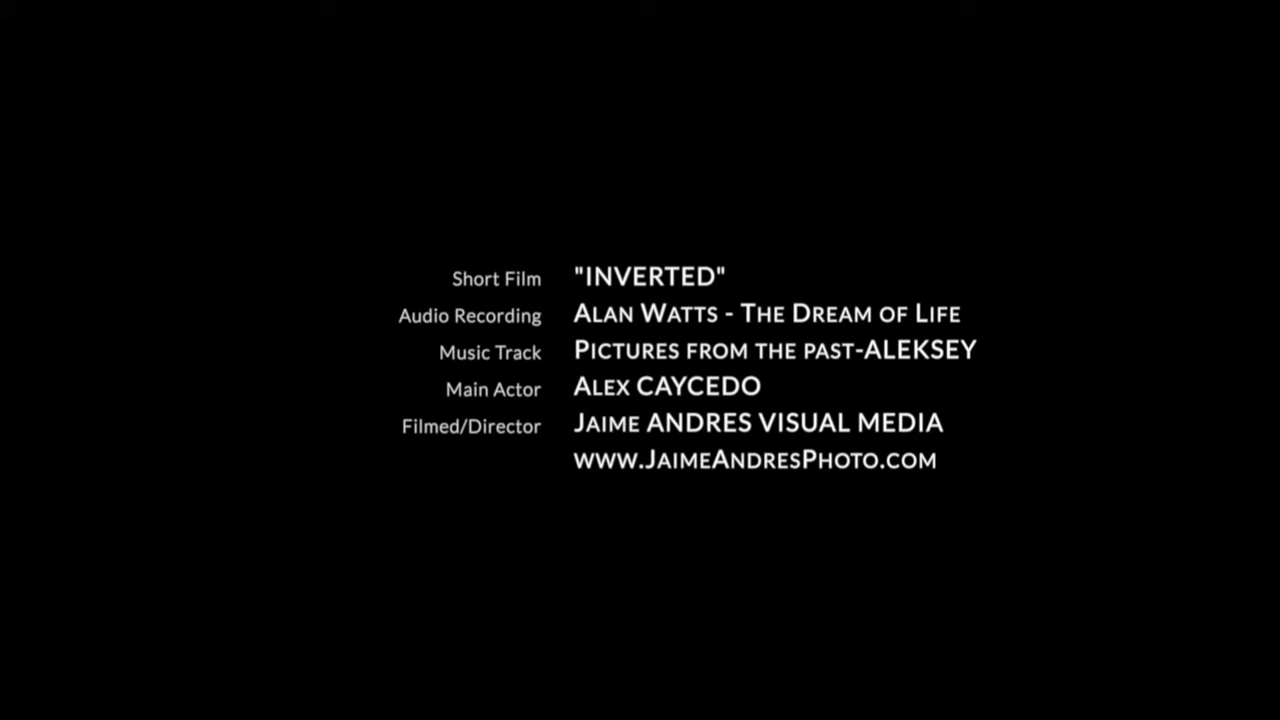 Short Film "INVERTED"
Audio Recording Alan Watts - The Dream of Life
Music Track Pictures from the past-ALEKSEY
Main Actor Alex CAYCEDO
Filmed/Director Jaime ANDRES VISUAL MEDIA
www.JaimeAndresPhoto.com